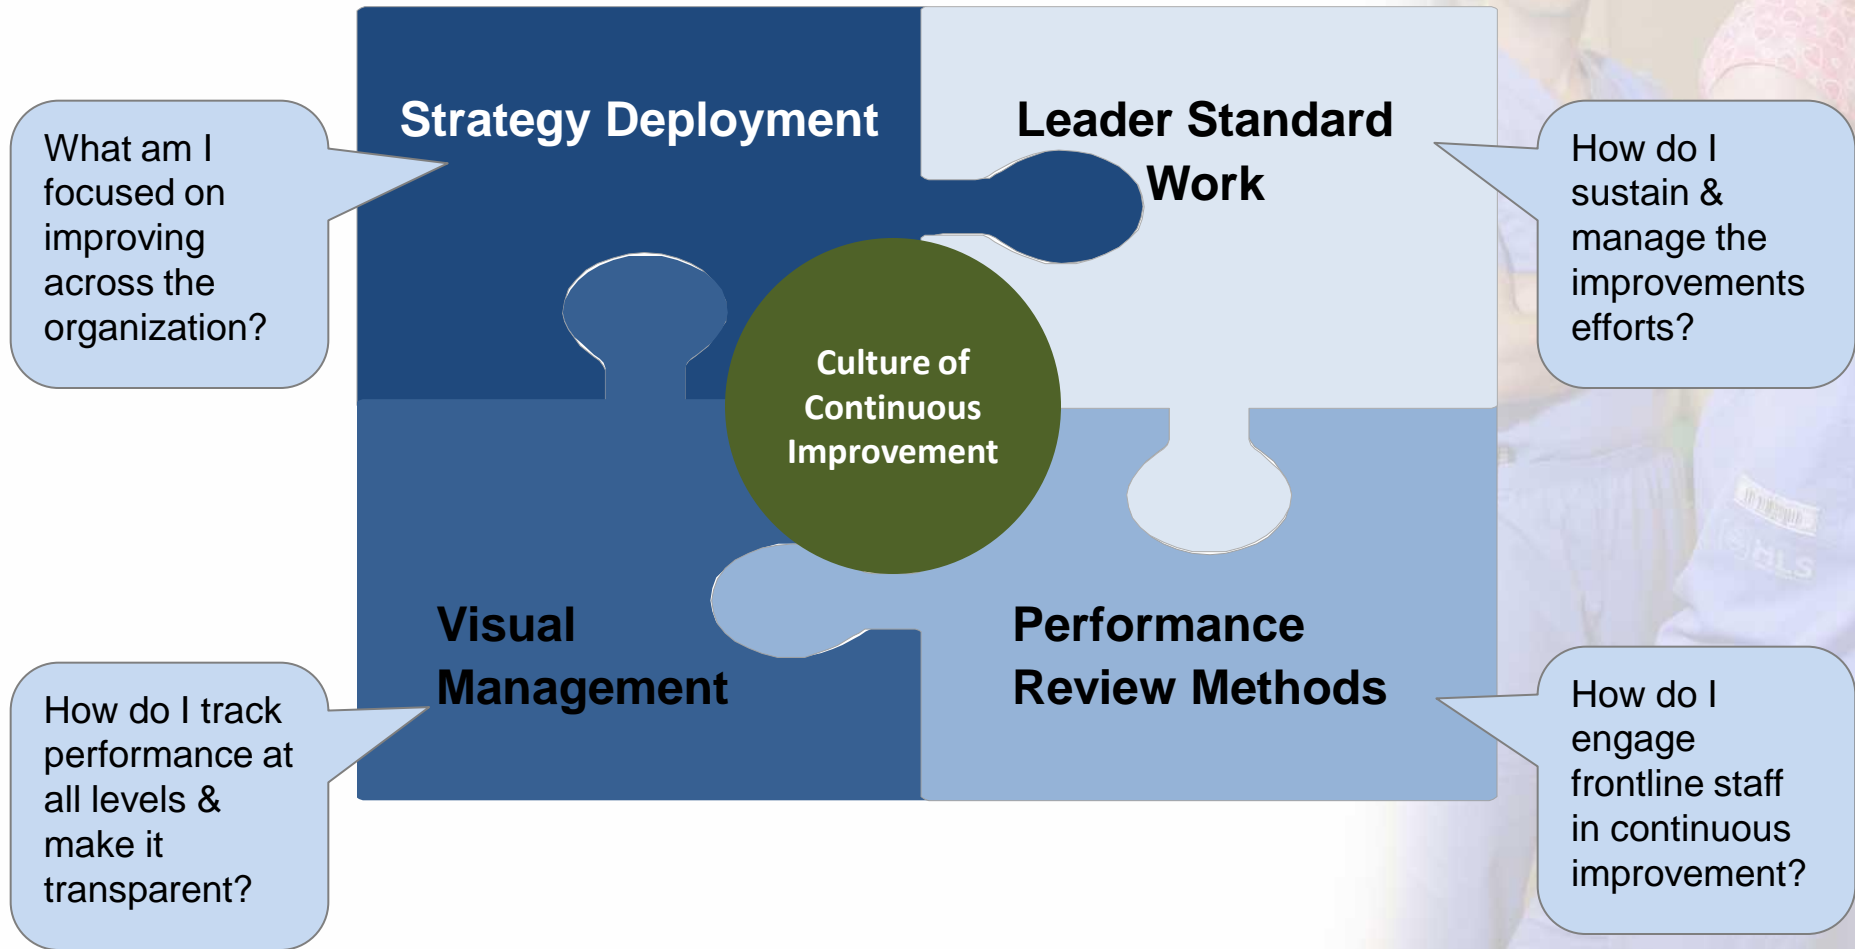 Strategy Deployment
Leader Standard
Work
What am I
focused on
improving
across the
organization?
How do I
sustain &
manage the
improvements
efforts?
Culture of
Continuous
Improvement
Visual
Management
Performance
Review Methods
How do I track
performance at
all levels &
make it
transparent?
How do I
engage
frontline staff
in continuous
improvement?
HLS